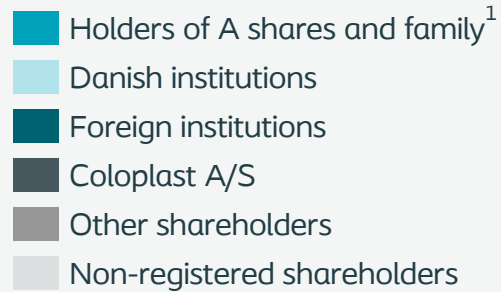 Holders of A shares and family¹
Danish institutions
Foreign institutions
Coloplast A/S
Other shareholders
Non-registered shareholders